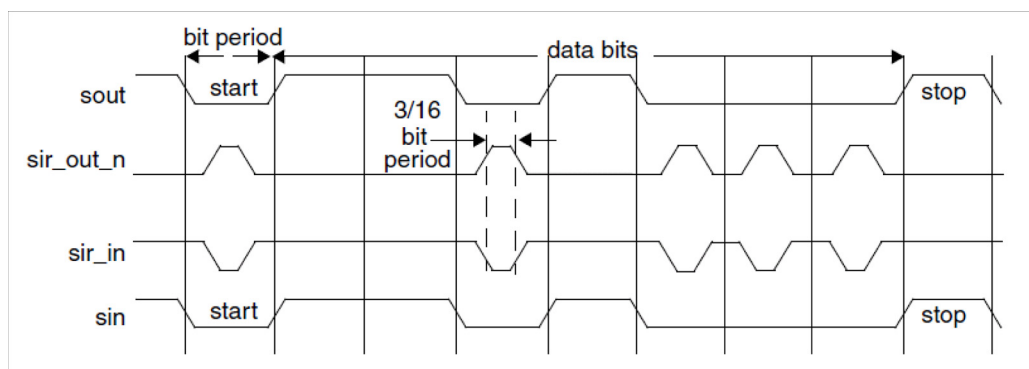 bit period
data bits
sout
start
stop
3/16
bit
period
sir_out_n
sir_in
sin
start
stop